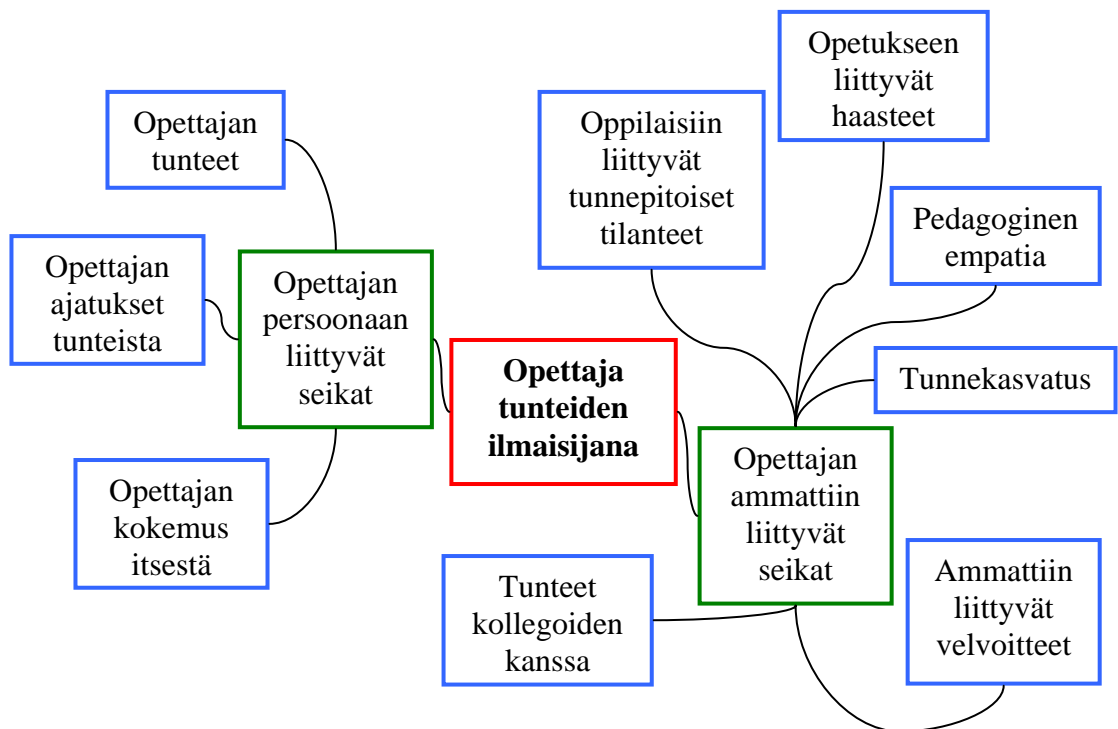 Opetukseen
liittyvät
haasteet
Opettajan
tunteet
Oppilaisiin
liittyvät
tunnepitoiset
tilanteet
Pedagoginen
empatia
Opettajan
ajatukset
tunteista
Opettajan
persoonaan
liittyvät
seikat
Opettaja
tunteiden
ilmaisijana
Tunnekasvatus
Opettajan
ammattiin
liittyvät
seikat
Opettajan
kokemus
itsestä
Tunteet
kollegoiden
kanssa
Ammattiin
liittyvät
velvoitteet